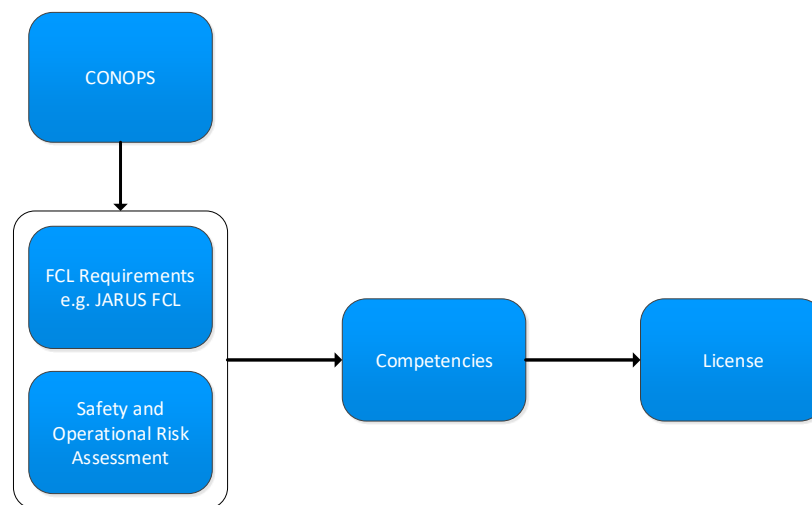 CONOPS
FCL Requirements
e.g. JARUS FCL
Safety and
Operational Risk
Assessment
Competencies
License